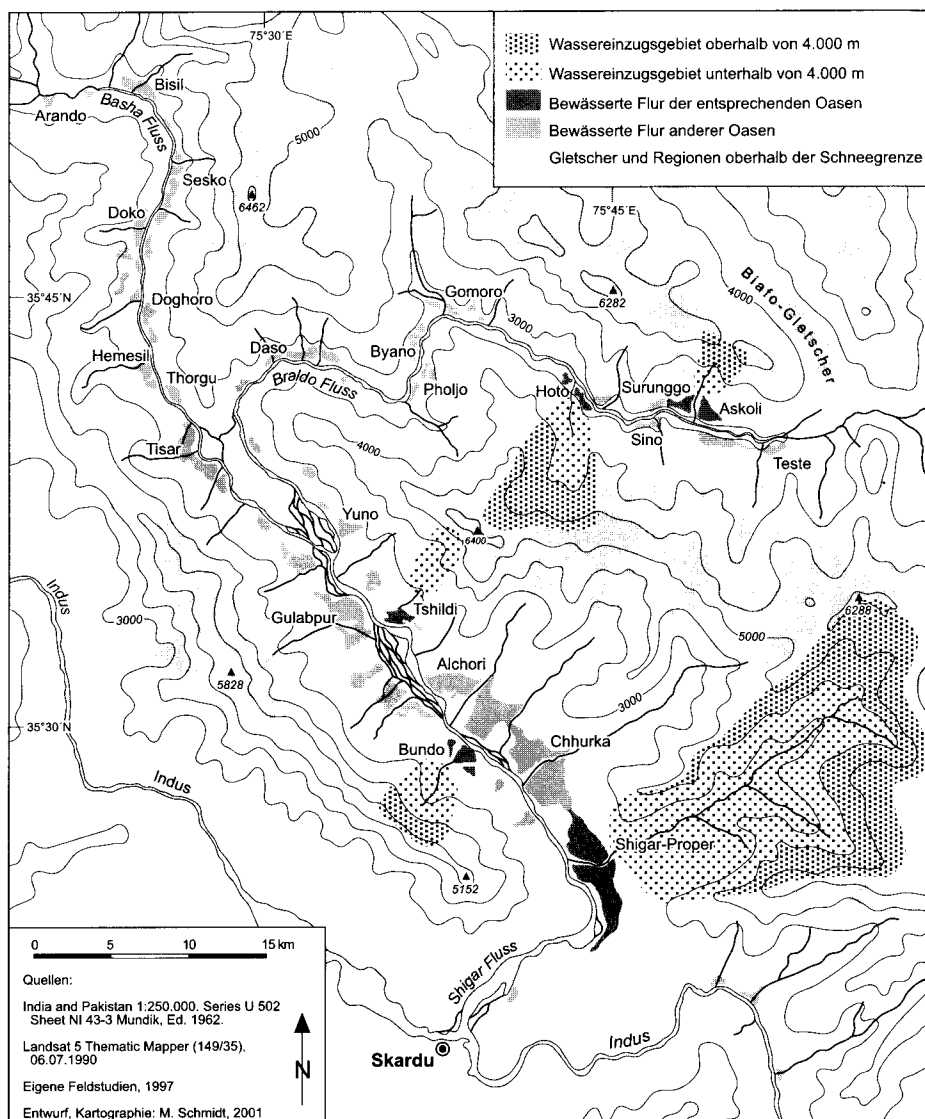 75°30´E
Wassereinzugsgebiet oberhalb von 4.000 m
Wassereinzugsgebiet unterhalb von 4.000 m
Bewässerte Flur der entsprechenden Oasen
Bewässerte Flur anderer Oasen
Gletscher und Regionen oberhalb der Schneegrenze
Bisil
Arando
Basha Fluss
5000
Sesko
6462
75°45´E
Doko
35°45´N
Doghoro
Gomoro
6282
4000
Biafo-Gletscher
3000
Hemesil
Daso
Byano
Thorgu
Braldo Fluss
Pholjo
Hoto
Surunggo
Askoli
Tisar
4000
Sino
Teste
Yuno
6400
Indus
3000
Gulabpur
Tshildi
6288
5000
5828
Alchori
3000
35°30´N
Bundo
Chhurka
Indus
Shigar-Proper
5152
0 5 10 15 km
Quellen:
India and Pakistan 1:250.000. Series U 502
Sheet NI 43-3 Mundik, Ed. 1962.
Landsat 5 Thematic Mapper (149/35),
06.07.1990
Eigene Feldstudien, 1997
Entwurf, Kartographie: M. Schmidt, 2001
N
Shigar Fluss
Indus
Skardu